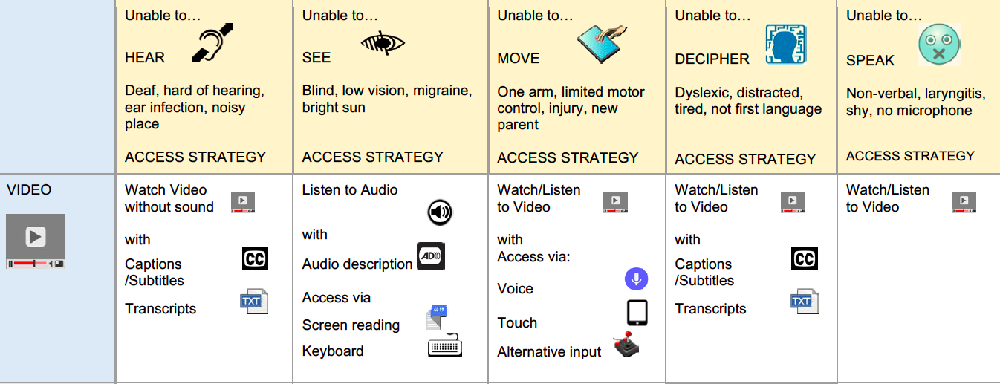 Unable to…
HEAR
Deaf, hard of hearing,
ear infection, noisy
place
ACCESS STRATEGY
Unable to…
SEE
Blind, low vision, migraine,
bright sun
ACCESS STRATEGY
Unable to…
MOVE
One arm, limited motor
control, injury, new
parent
ACCESS STRATEGY
Unable to…
DECIPHER
Dyslexic, distracted,
tired, not first language
ACCESS STRATEGY
Unable to…
SPEAK
Non-verbal, laryngitis,
shy, no microphone
ACCESS STRATEGY
VIDEO
Watch Video
without sound
with
Captions
/Subtitles
CC
Transcripts
TXT
Listen to Audio
with
Audio description
AD
Access via
Screen reading
Keyboard
Watch/Listen
to Video
with
Access via:
Voice
Touch
Alternative input
Watch/Listen
to Video
with
Captions
/Subtitles
CC
Transcripts
TXT
Watch/Listen
to Video